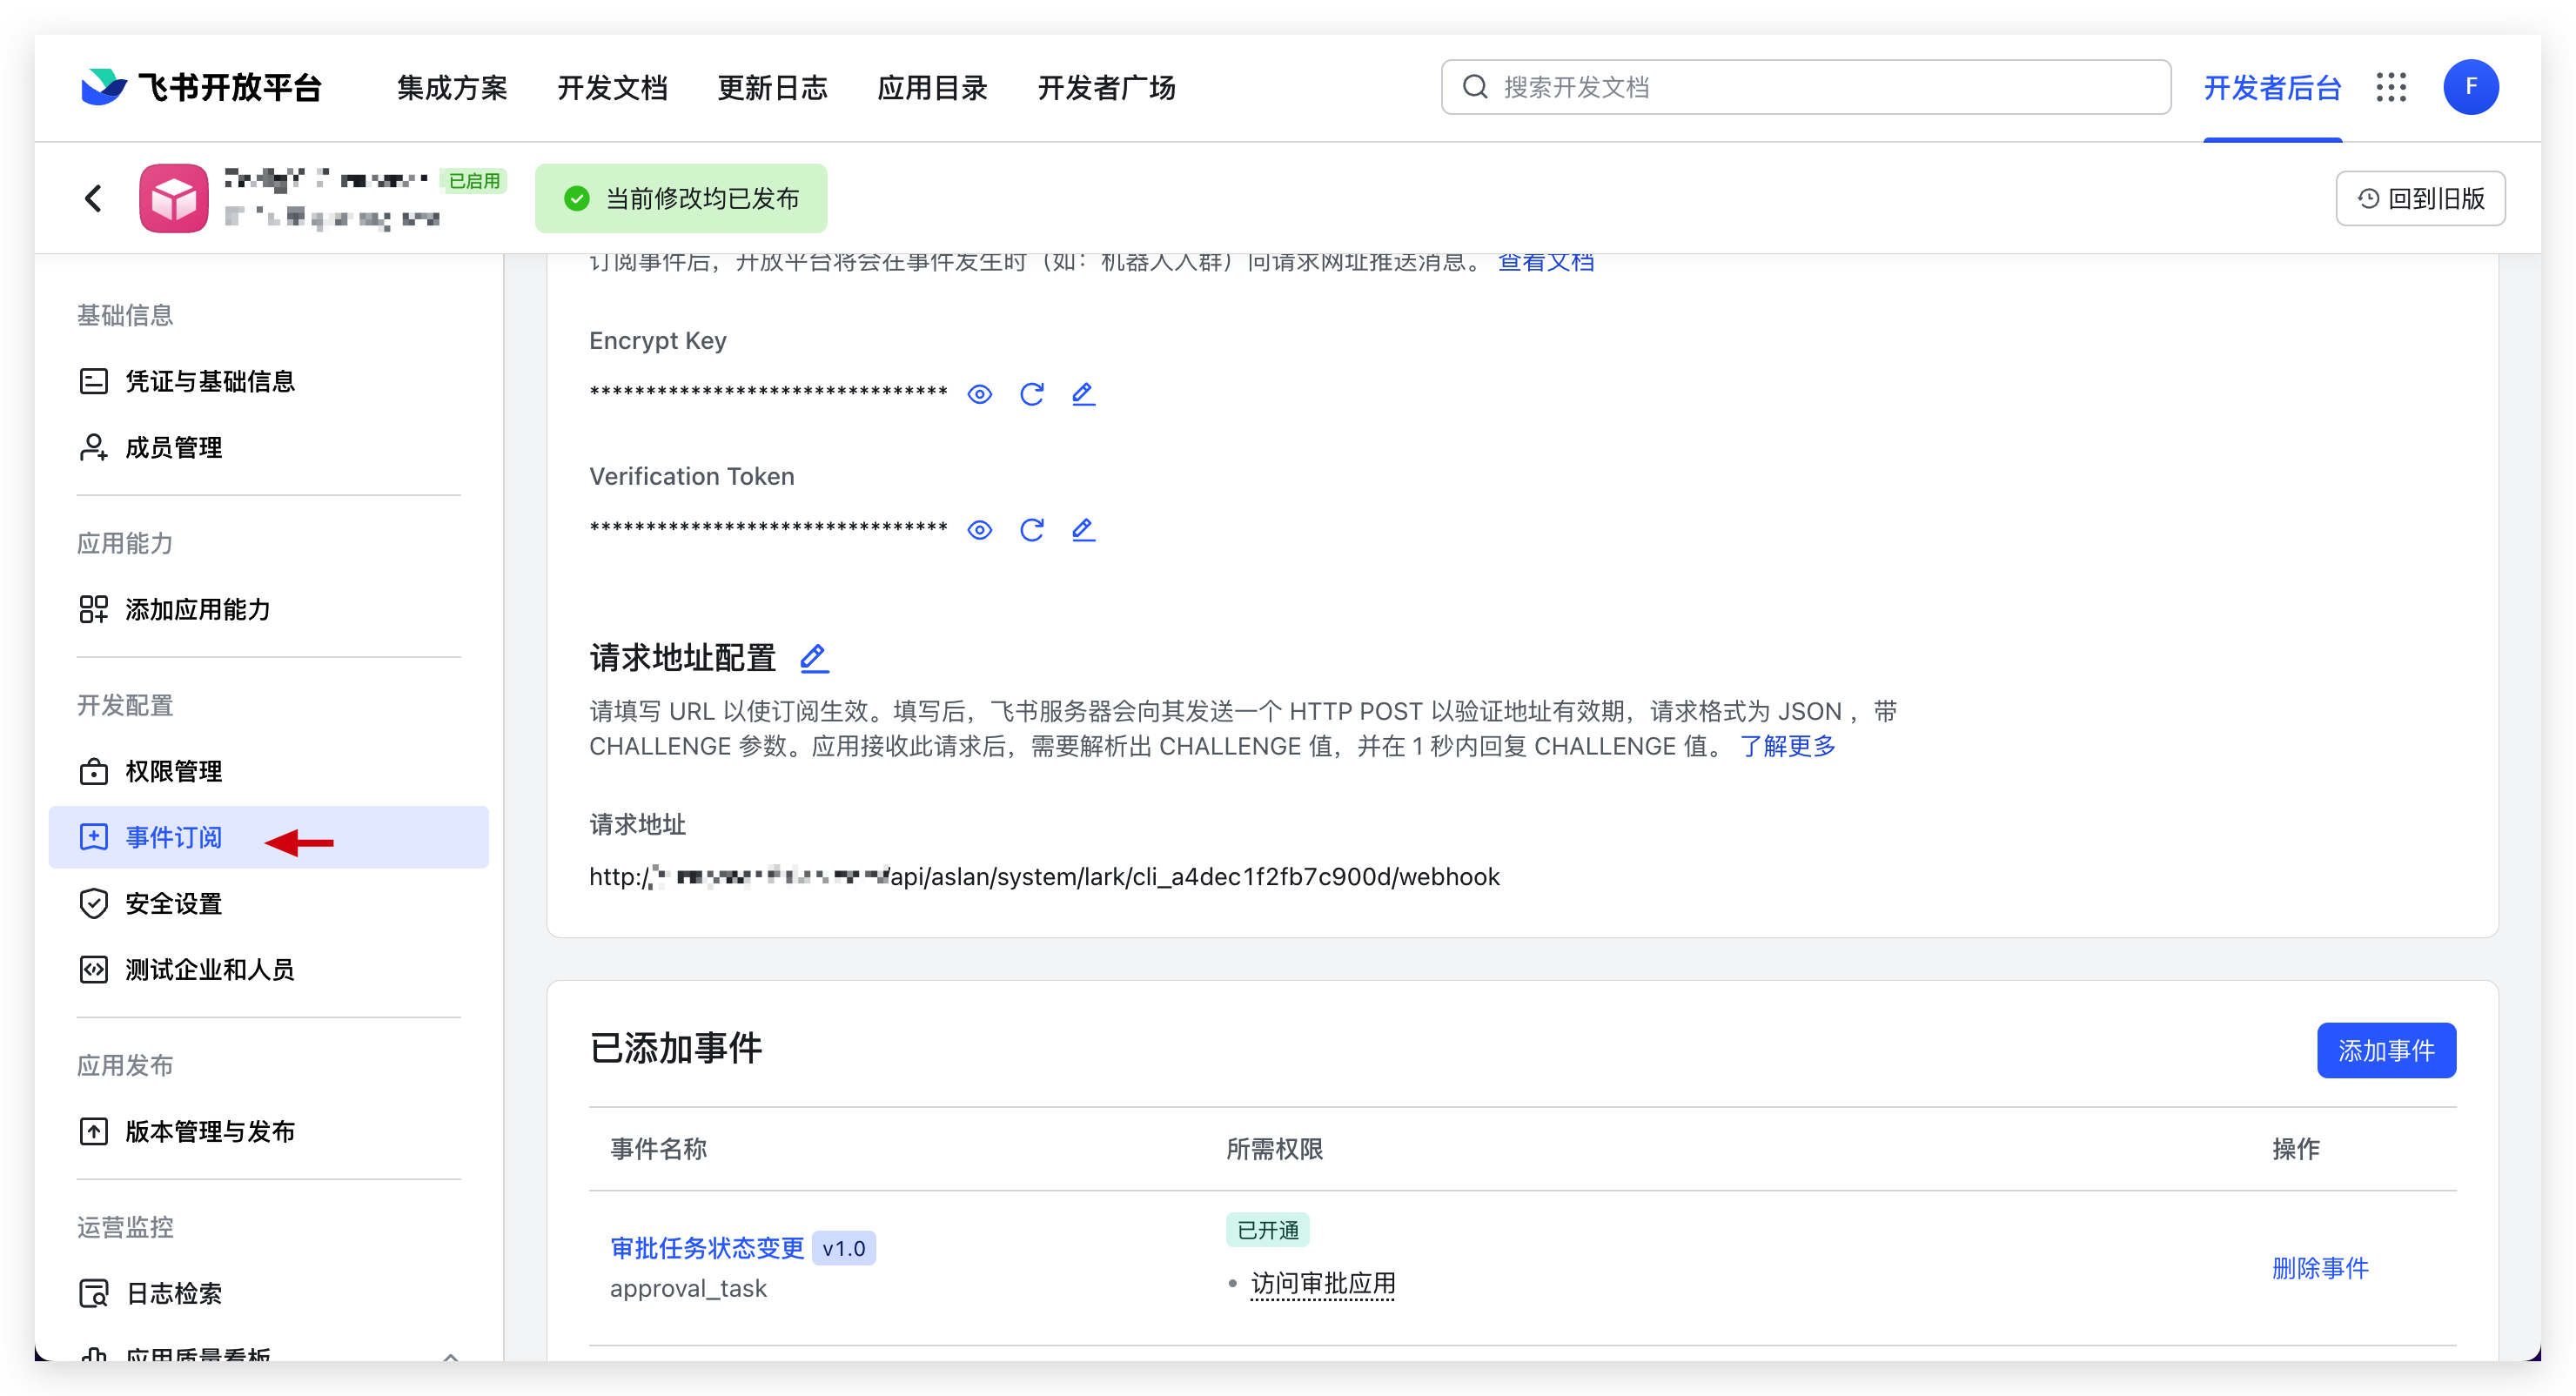 飞书开放平台
集成方案
开发文档
更新日志
应用目录
开发者广场
搜索开发文档
开发者后台
F
已启用
当前修改均已发布
回到旧版
基础信息
凭证与基础信息
成员管理
应用能力
添加应用能力
开发配置
权限管理
事件订阅
安全设置
测试企业和人员
应用发布
版本管理与发布
运营监控
日志检索
应用质量看板
订阅事件后，开放平台将会在事件发生时（如：机器人入群）向请求网址推送消息。 查看文档
Encrypt Key
********************************
Verification Token
********************************
请求地址配置
请填写 URL 以使订阅生效。填写后，飞书服务器会向其发送一个 HTTP POST 以验证地址有效期，请求格式为 JSON ，带
CHALLENGE 参数。应用接收此请求后，需要解析出 CHALLENGE 值，并在 1 秒内回复 CHALLENGE 值。 了解更多
请求地址
http:/ /api/aslan/system/lark/cli_a4dec1f2fb7c900d/webhook
已添加事件
添加事件
事件名称
所需权限
操作
审批任务状态变更 v1.0
approval_task
已开通
• 访问审批应用
删除事件